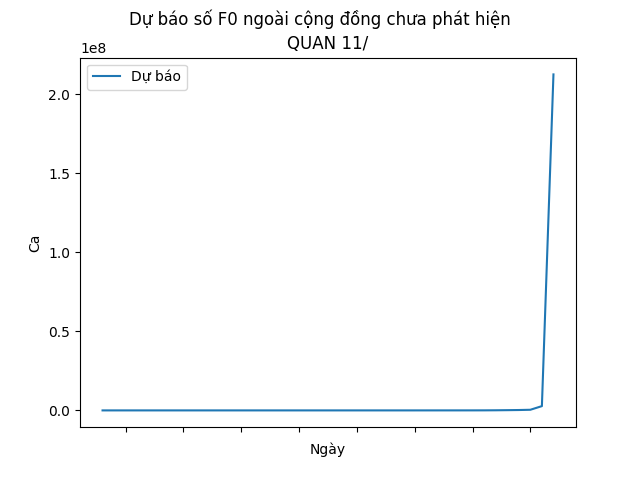 Dự báo số F0 ngoài cộng đồng chưa phát hiện
QUAN 11/
1e8
Dự báo
2.0
1.5
1.0
0.5
0.0
Ca
Ngày